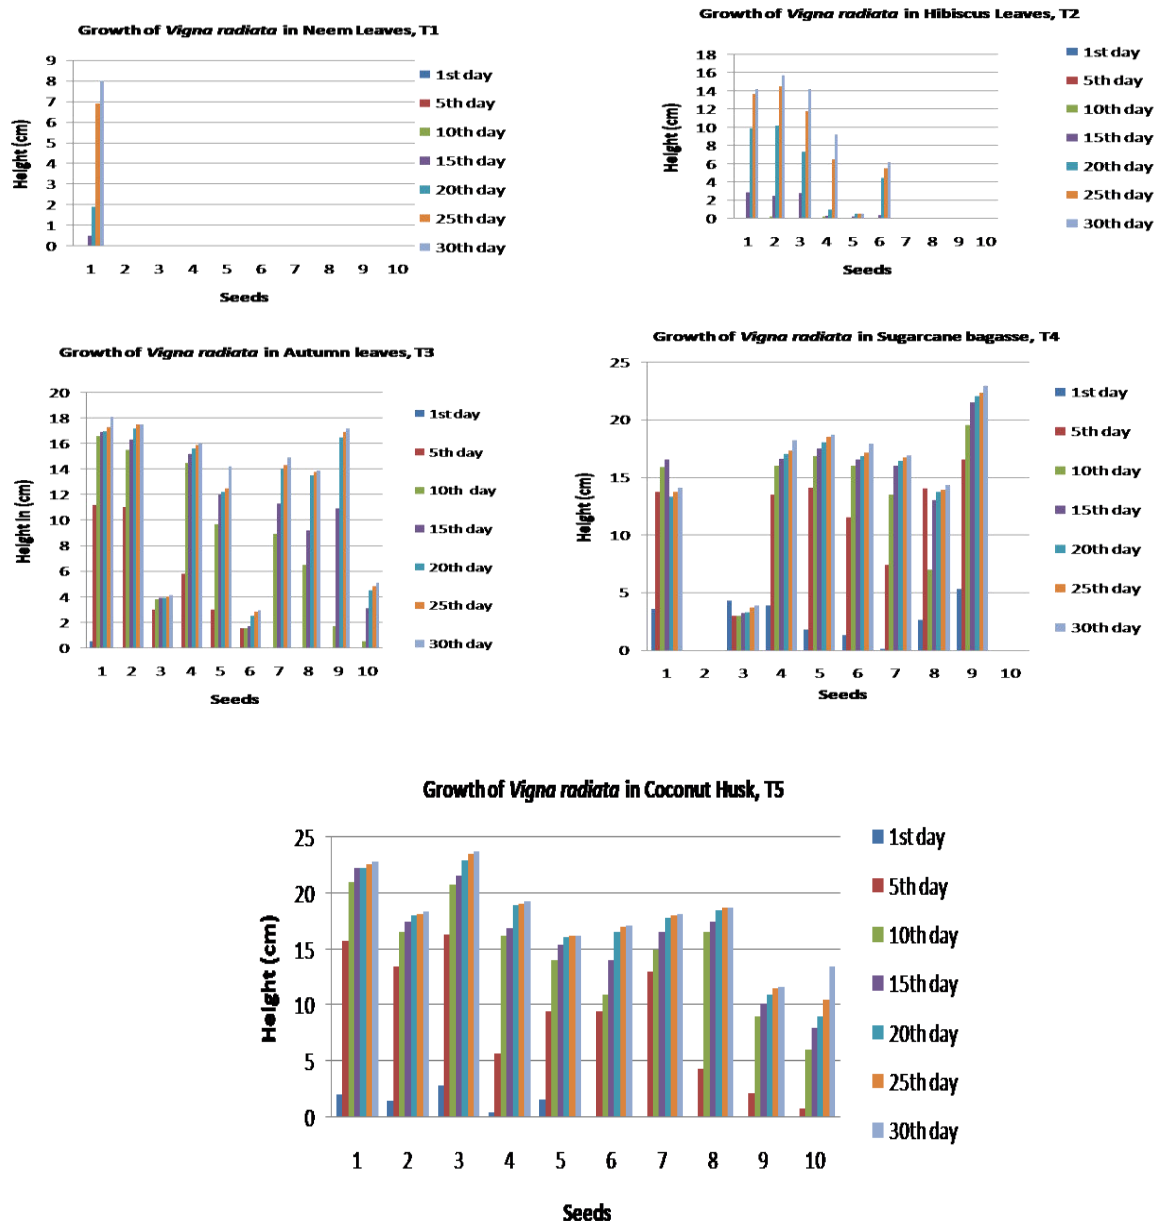 Growth of Vigna radiata in Neem Leaves, T1
Height (cm)
9
8
7
6
5
4
3
2
1
0
1 2 3 4 5 6 7 8 9 10
Seeds
1st day
5th day
10th day
15th day
20th day
25th day
30th day
Growth of Vigna radiata in Hibiscus Leaves, T2
Height (cm)
18
16
14
12
10
8
6
4
2
0
1 2 3 4 5 6 7 8 9 10
Seeds
1st day
5th day
10th day
15th day
20th day
25th day
30th day
Growth of Vigna radiata in Autumn leaves, T3
Height In (cm)
20
18
16
14
12
10
8
6
4
2
0
1 2 3 4 5 6 7 8 9 10
Seeds
1st day
5th day
10th day
15th day
20th day
25th day
30th day
Growth of Vigna radiata in Sugarcane bagasse, T4
Height (cm)
25
20
15
10
5
0
1 2 3 4 5 6 7 8 9 10
Seeds
1st day
5th day
10th day
15th day
20th day
25th day
30th day
Growth of Vigna radiata in Coconut Husk, T5
Height (cm)
25
20
15
10
5
0
1 2 3 4 5 6 7 8 9 10
Seeds
1st day
5th day
10th day
15th day
20th day
25th day
30th day